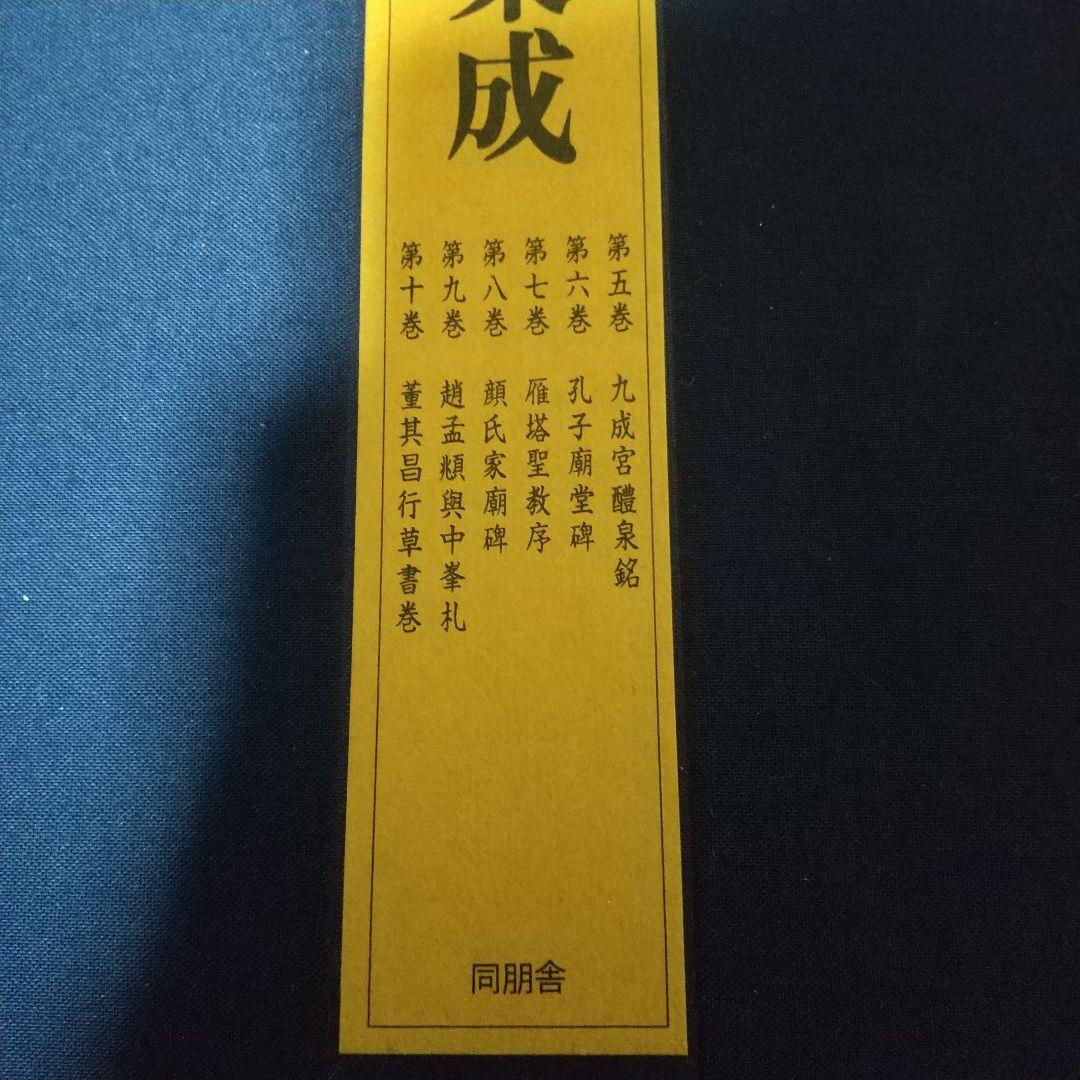 成
第五巻 九成宮醴泉銘
第六巻 孔子廟堂碑
第七巻 雁塔聖教序
第八巻 顔氏家廟碑
第九巻 趙孟頫與中峯札
第十巻 董其昌行草書巻
同朋舎